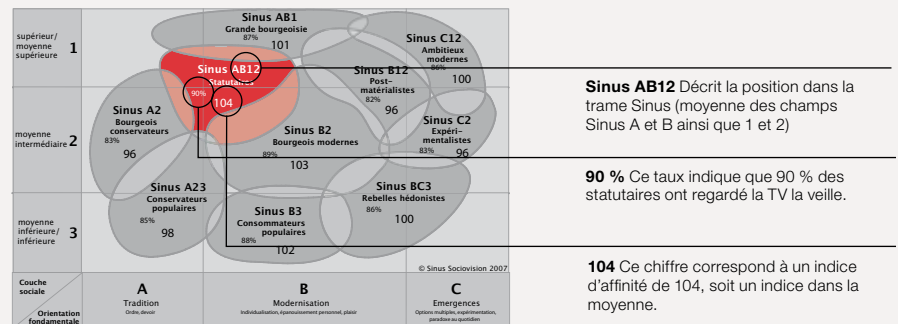 Sinus AB1
Grande bourgeoisie
87%
101
supérieur/
moyenne
supérieure
1
Sinus C12
Ambitieux
modernes
86%
100
Sinus AB12
Statutaires
90%
104
Sinus B12
Post-
matérialistes
82%
96
Sinus A2
Bourgeois
conservateurs
83%
96
moyenne
intermédiaire
2
Sinus B2
Bourgeois modernes
89%
103
Sinus C2
Expéri-
mentalistes
83%
96
Sinus A23
Conservateurs
populaires
85%
98
Sinus B3
Consommateurs
populaires
88%
102
Sinus BC3
Rebelles hédonistes
86%
100
moyenne
inférieure/
inférieure
3
© Sinus Sociovision 2007
Couche
sociale
Orientation
fondamentale
A
Tradition
Ordre, devoir
B
Modernisation
Individualisation, épanouissement personnel, plaisir
C
Emergences
Options multiples, expérimentation,
paradoxe au quotidien
Sinus AB12 Décrit la position dans la
trame Sinus (moyenne des champs
Sinus A et B ainsi que 1 et 2)
90 % Ce taux indique que 90 % des
statutaires ont regardé la TV la veille.
104 Ce chiffre correspond à un indice
d'affinité de 104, soit un indice dans la
moyenne.